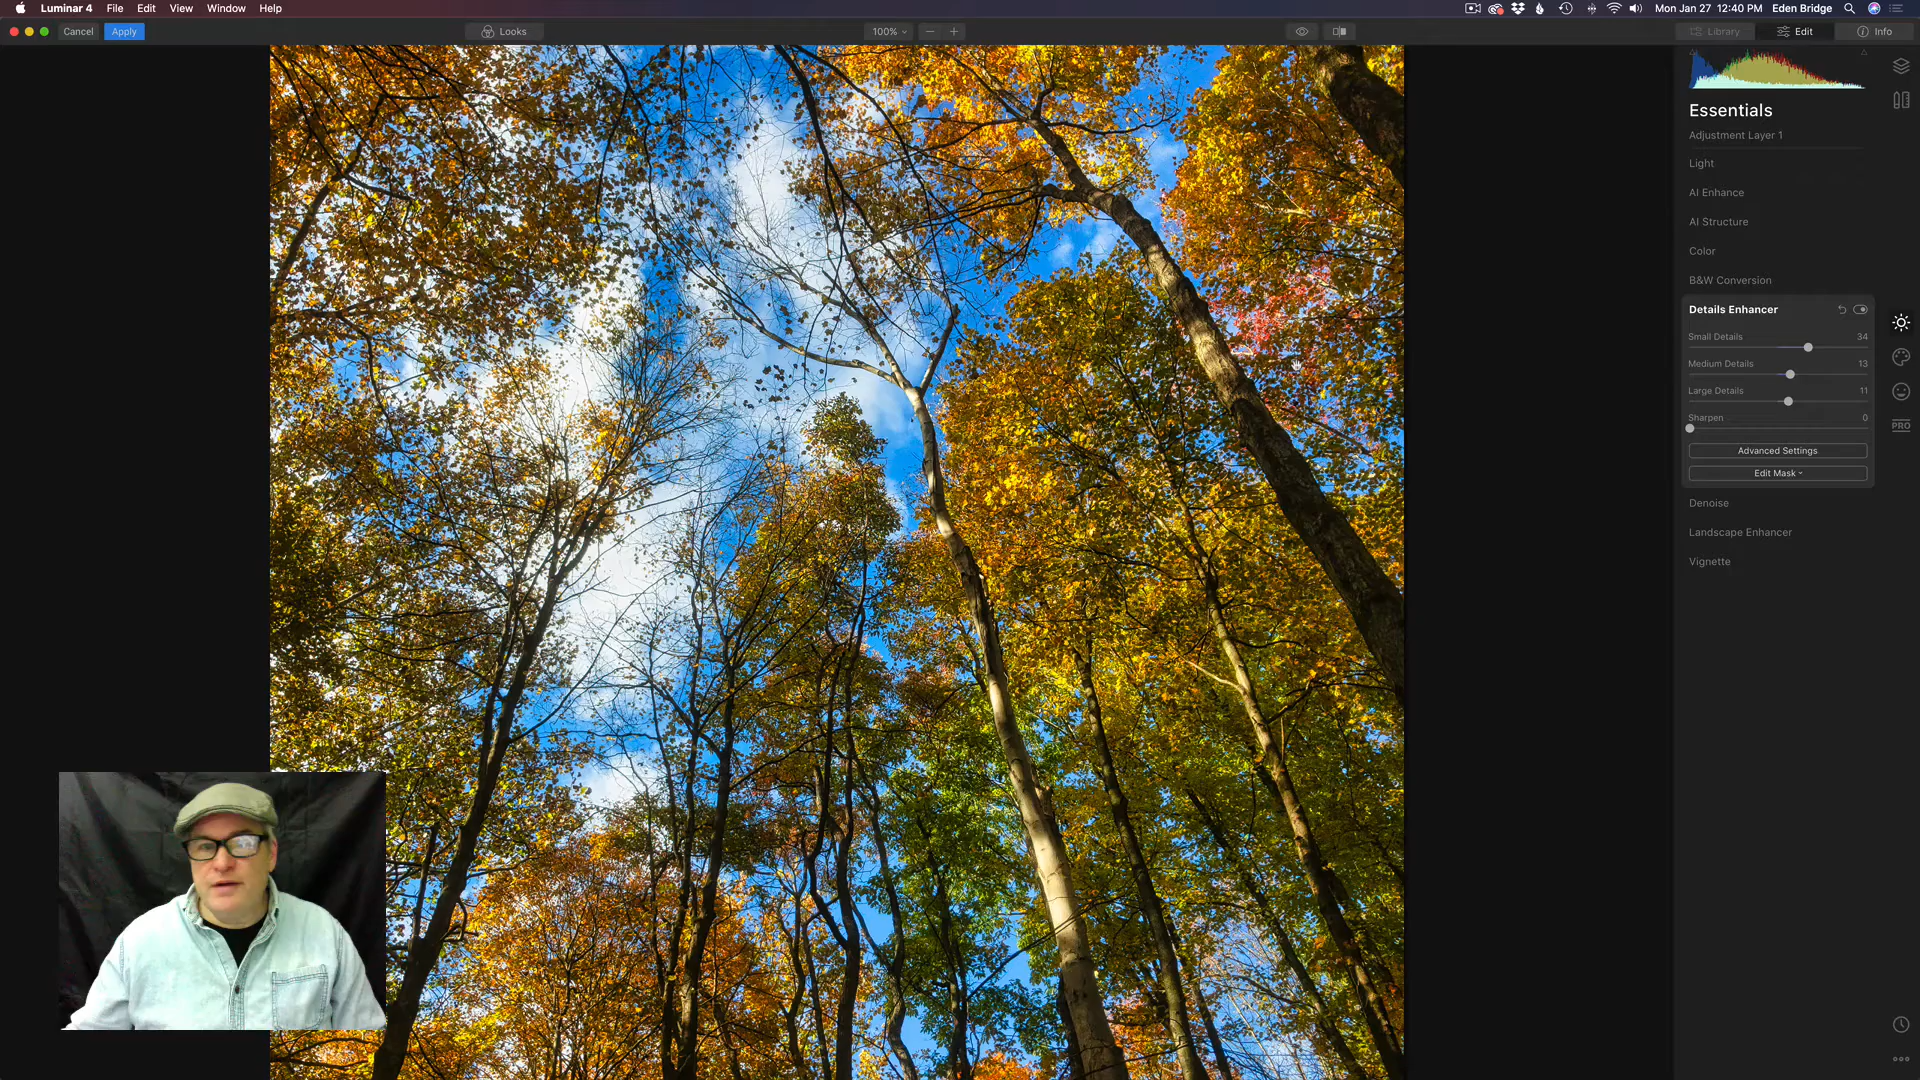 Luminar 4 File Edit View Window Help Mon Jan 27 12:40 PM Eden Bridge
Cancel Apply Looks 100% Library Edit Info
Essentials
Adjustment Layer 1
Light
AI Enhance
AI Structure
Color
B&W Conversion
Details Enhancer
Small Details 34
Medium Details 13
Large Details 11
Sharpen 0
Advanced Settings
Edit Mask
PRO
Denoise
Landscape Enhancer
Vignette